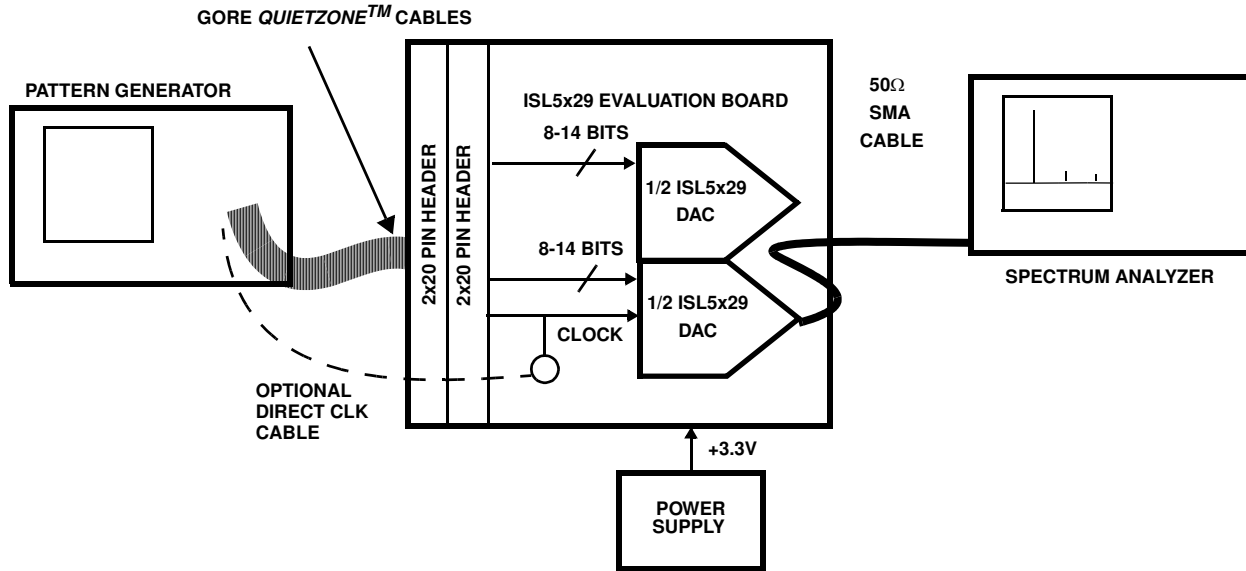 GORE QUIETZONE™ CABLES
PATTERN GENERATOR
2x20 PIN HEADER
2x20 PIN HEADER
ISL5x29 EVALUATION BOARD
8-14 BITS
1/2 ISL5x29
DAC
8-14 BITS
1/2 ISL5x29
DAC
CLOCK
OPTIONAL
DIRECT CLK
CABLE
50Ω
SMA
CABLE
SPECTRUM ANALYZER
+3.3V
POWER
SUPPLY